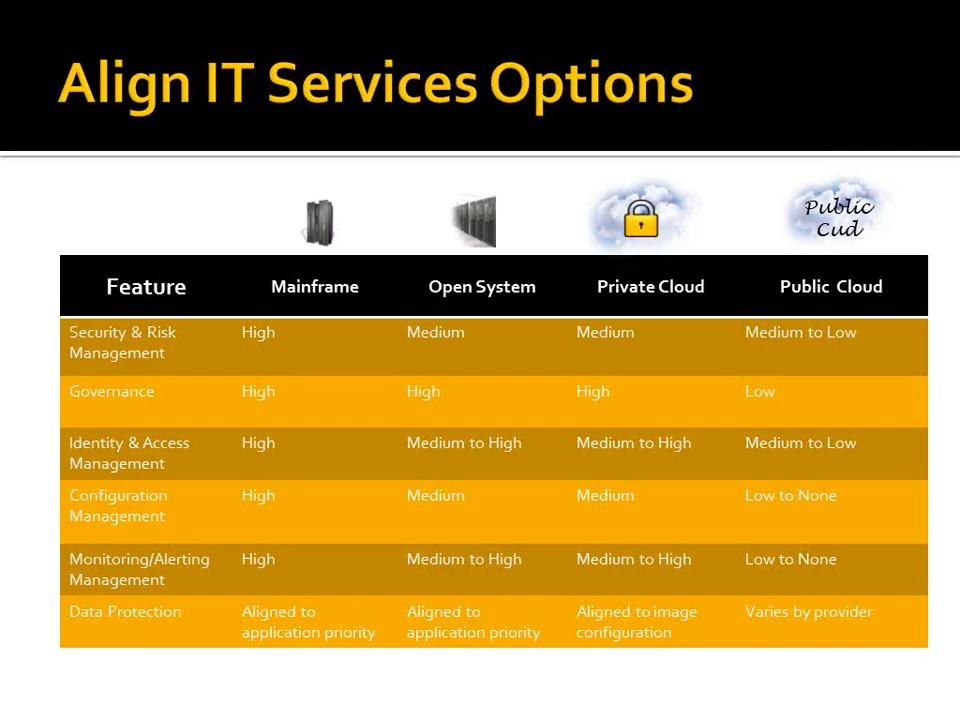 Align IT Services Options
Public
Cud
Feature Mainframe Open System Private Cloud Public Cloud
Security & Risk Management High Medium Medium Medium to Low
Governance High High High Low
Identity & Access Management High Medium to High Medium to High Medium to Low
Configuration Management High Medium Medium Low to None
Monitoring/Alerting Management High Medium to High Medium to High Low to None
Data Protection Aligned to application priority Aligned to application priority Aligned to image configuration Varies by provider